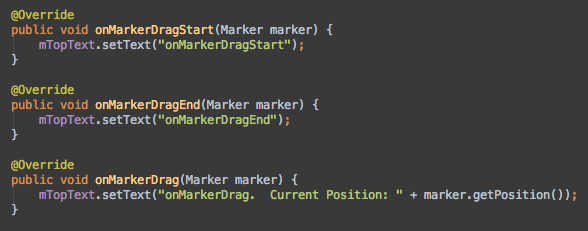 @Override
public void onMarkerDragStart(Marker marker) {
    mTopText.setText("onMarkerDragStart");
}

@Override
public void onMarkerDragEnd(Marker marker) {
    mTopText.setText("onMarkerDragEnd");
}

@Override
public void onMarkerDrag(Marker marker) {
    mTopText.setText("onMarkerDrag.  Current Position: " + marker.getPosition());
}